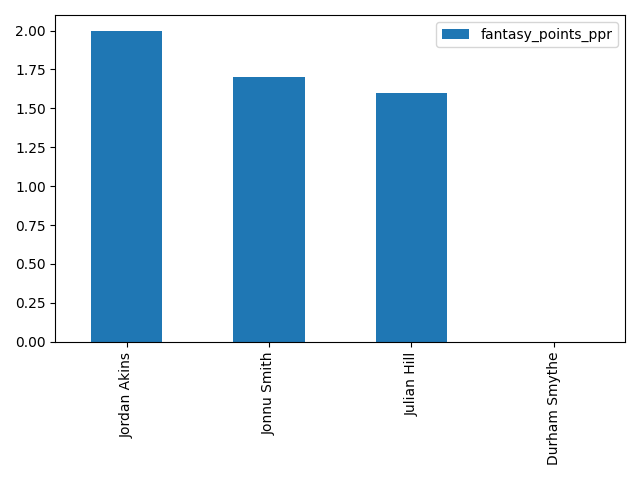 fantasy_points_ppr
2.00
1.75
1.50
1.25
1.00
0.75
0.50
0.25
0.00
Jordan Akins
Jonnu Smith
Julian Hill
Durham Smythe